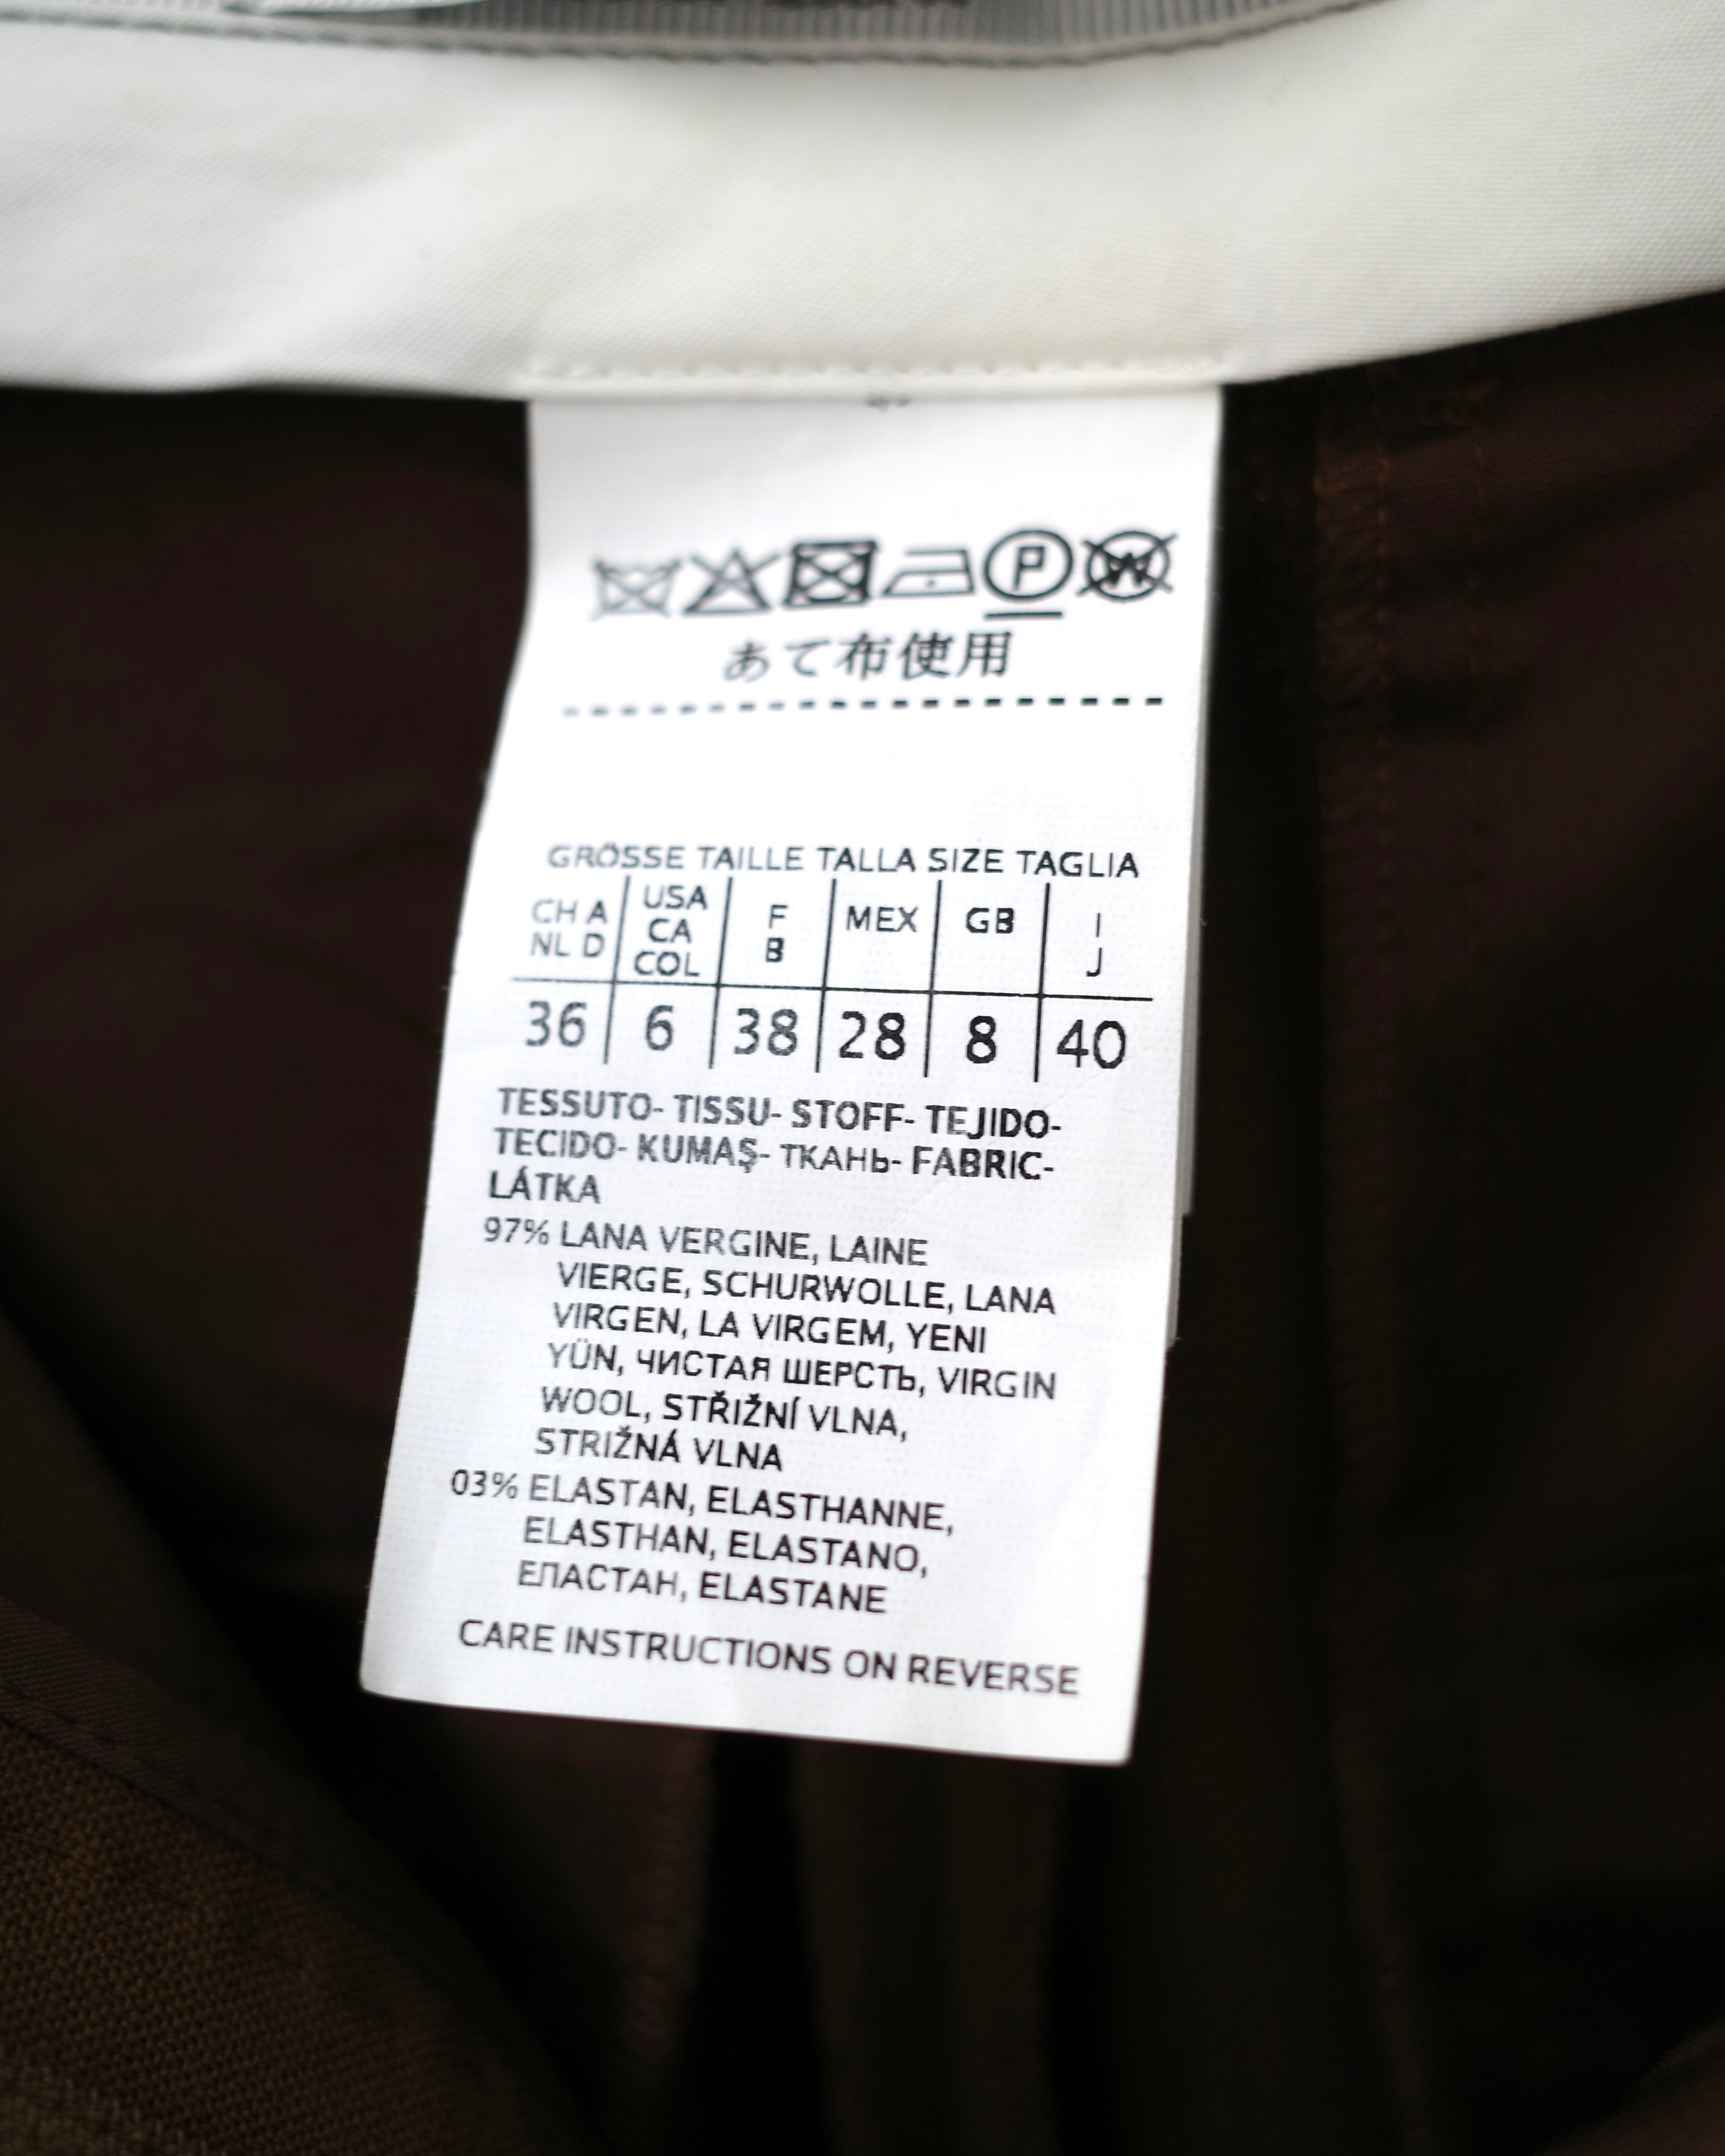 P W
あて布使用
GRÖSSE TAILLE TALLA SIZE TAGLIA
CH A NL D USA CA COL F B MEX GB I J
36 6 38 28 8 40
TESSUTO- TISSU- STOFF- TEJIDO-
TECIDO- KUMAŞ- ТКАНЬ- FABRIC-
LÁTKA
97% LANA VERGINE, LAINE
VIERGE, SCHURWOLLE, LANA
VIRGEN, LA VIRGEM, YENI
YÜN, ЧИСТАЯ ШЕРСТЬ, VIRGIN
WOOL, STŘIŽNÍ VLNA,
STRIŽNÁ VLNA
03% ELASTAN, ELASTHANNE,
ELASTHAN, ELASTANO,
ЕПАСТАН, ELASTANE
CARE INSTRUCTIONS ON REVERSE